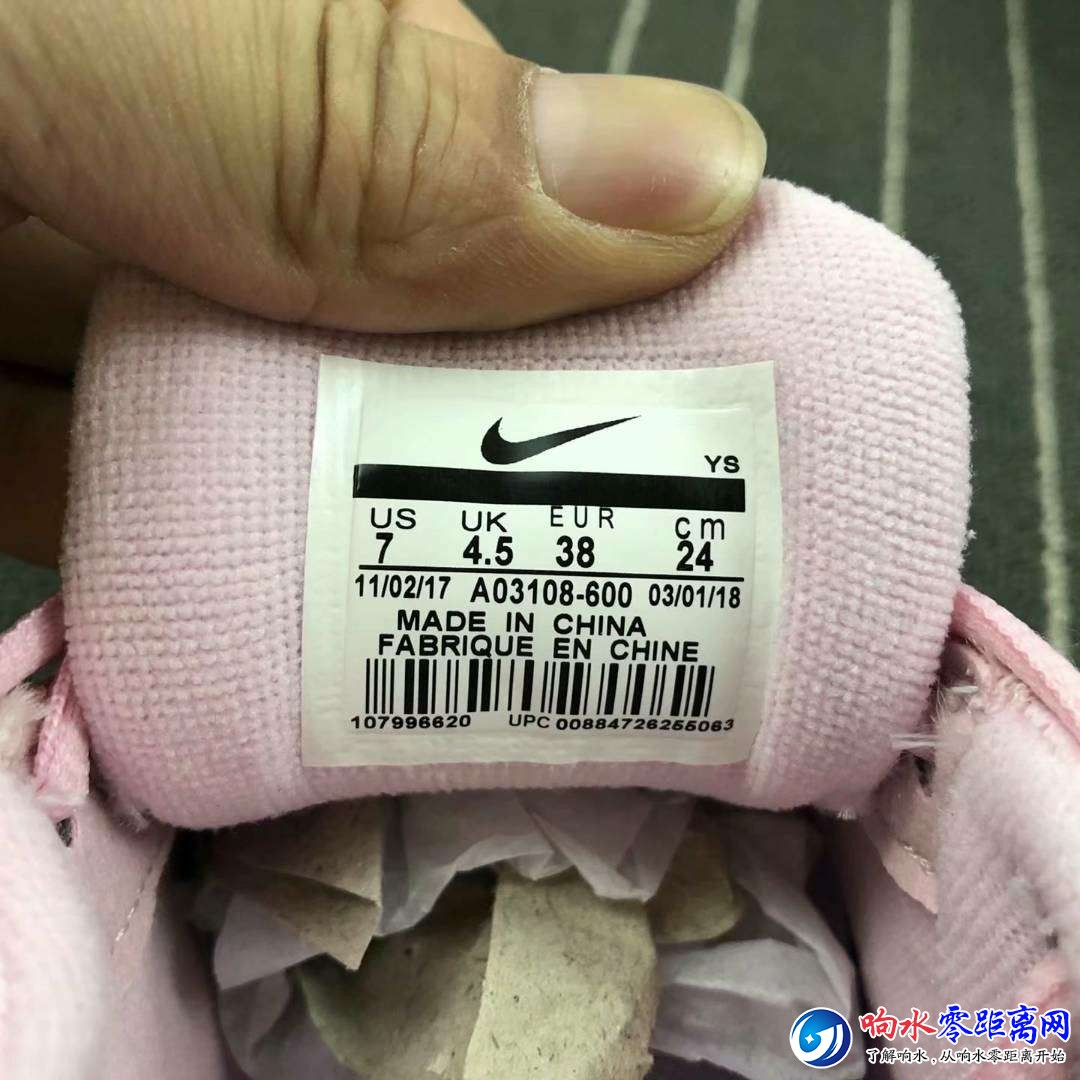 YS
US UK EUR cm
7 4.5 38 24
11/02/17 A03108-600 03/01/18
MADE IN CHINA
FABRIQUE EN CHINE
107996620 UPC 00884726255063
响水零距离网
了解响水，从响水零距离开始